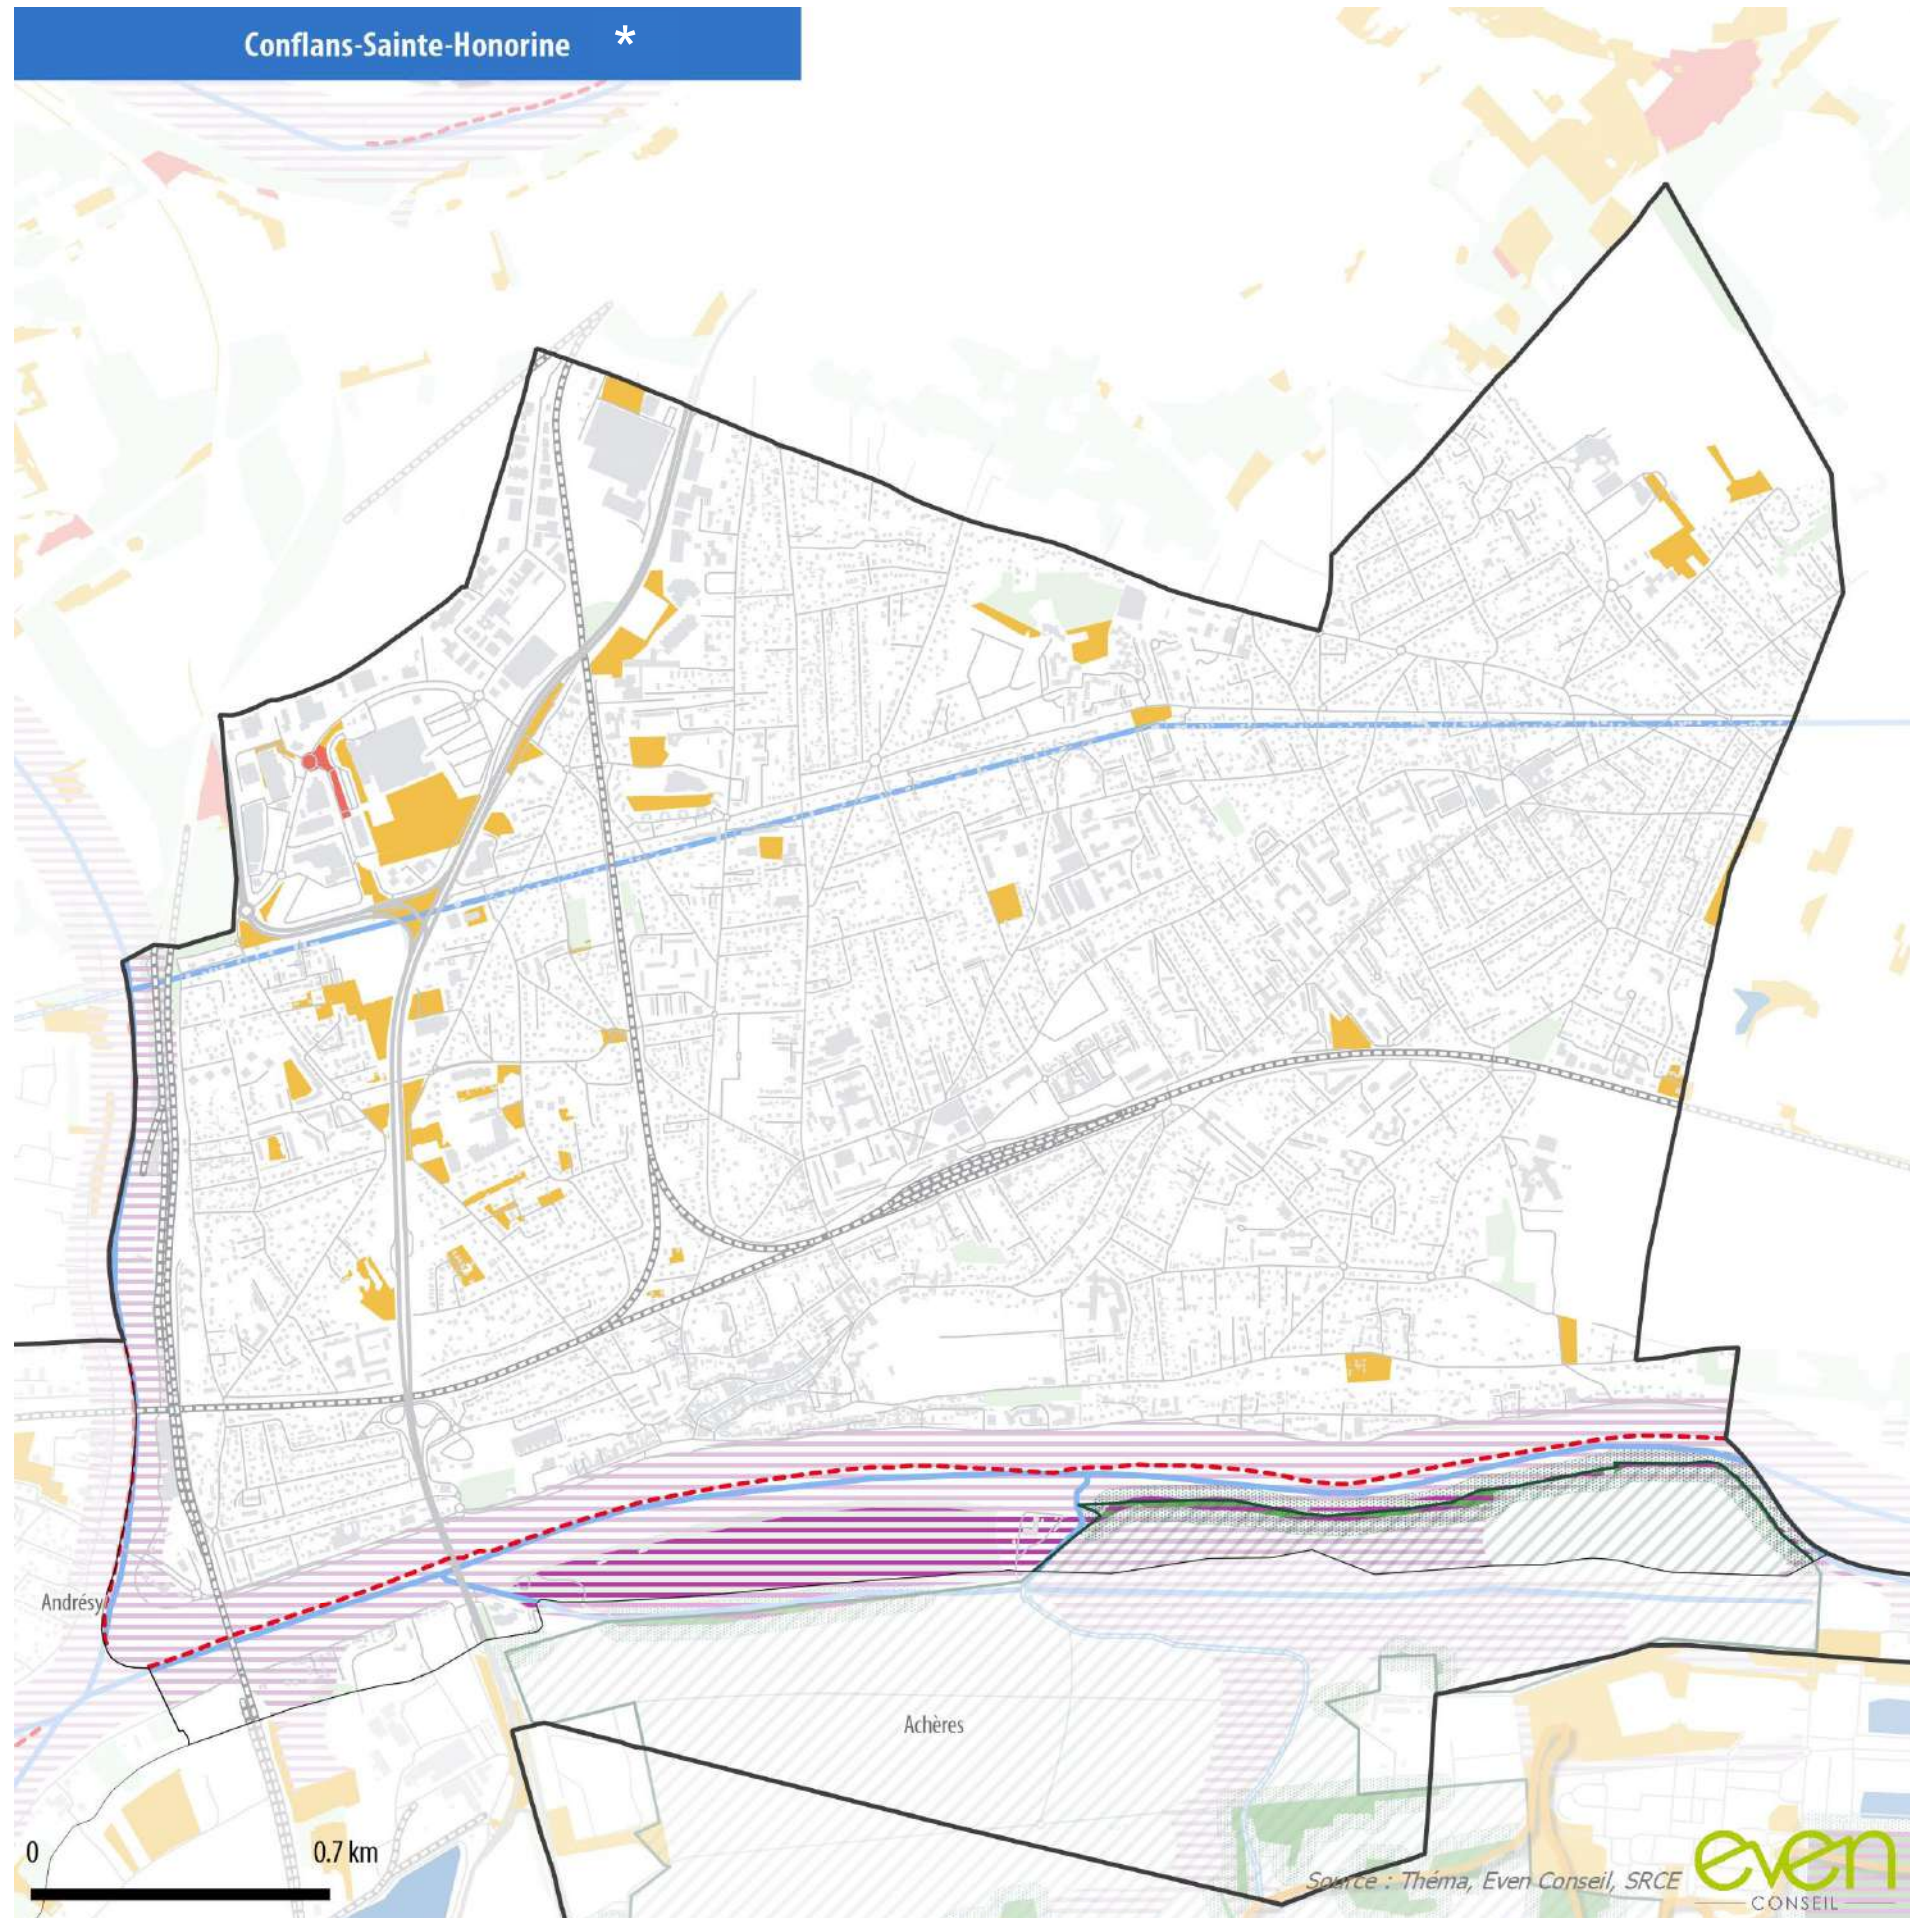 Conflans-Sainte-Honorine *
Andrésy
Achères
0 0.7 km
Source : Théma, Even Conseil, SRCE
even
CONSEIL